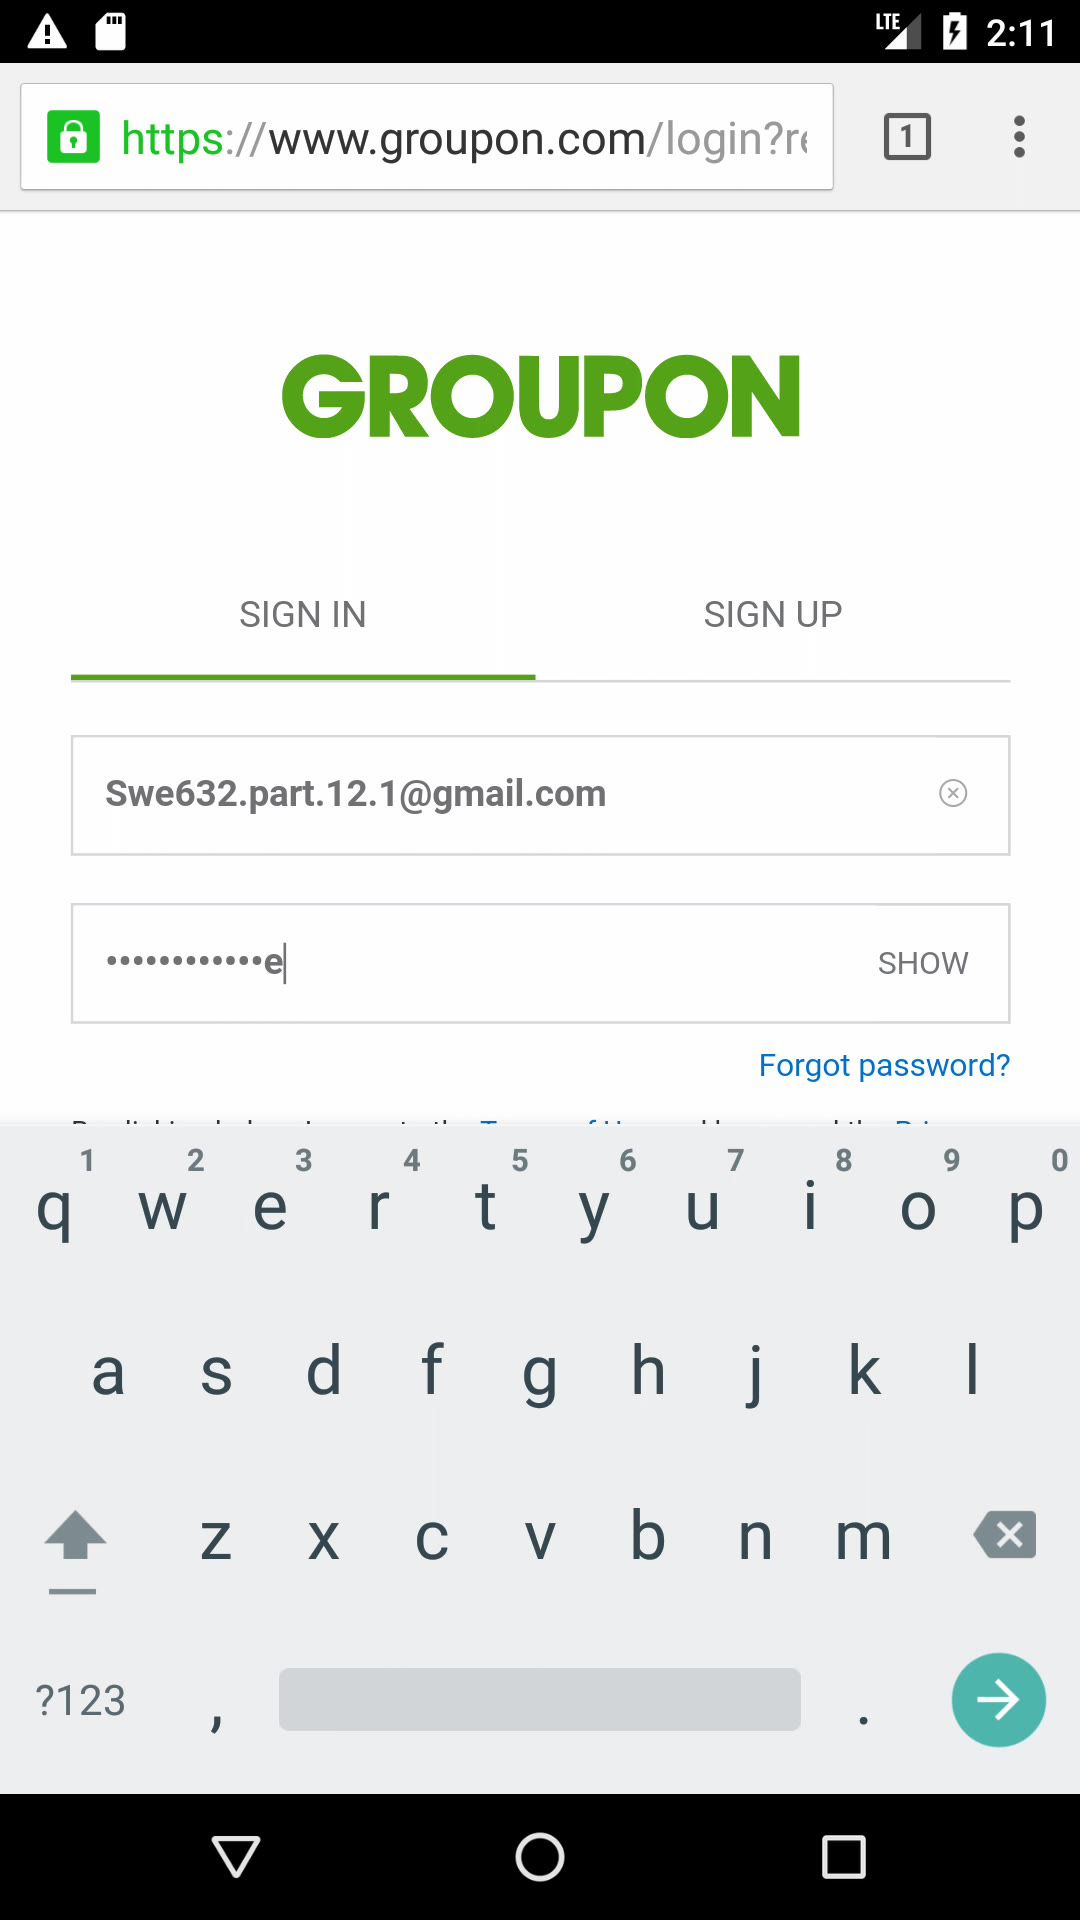 LTE 2:11
https://www.groupon.com/login?re
1
GROUPON
SIGN IN SIGN UP
Swe632.part.12.1@gmail.com
••••••••••••e SHOW
Forgot password?
1 2 3 4 5 6 7 8 9 0
q w e r t y u i o p
a s d f g h j k l
z x c v b n m
?123 , .